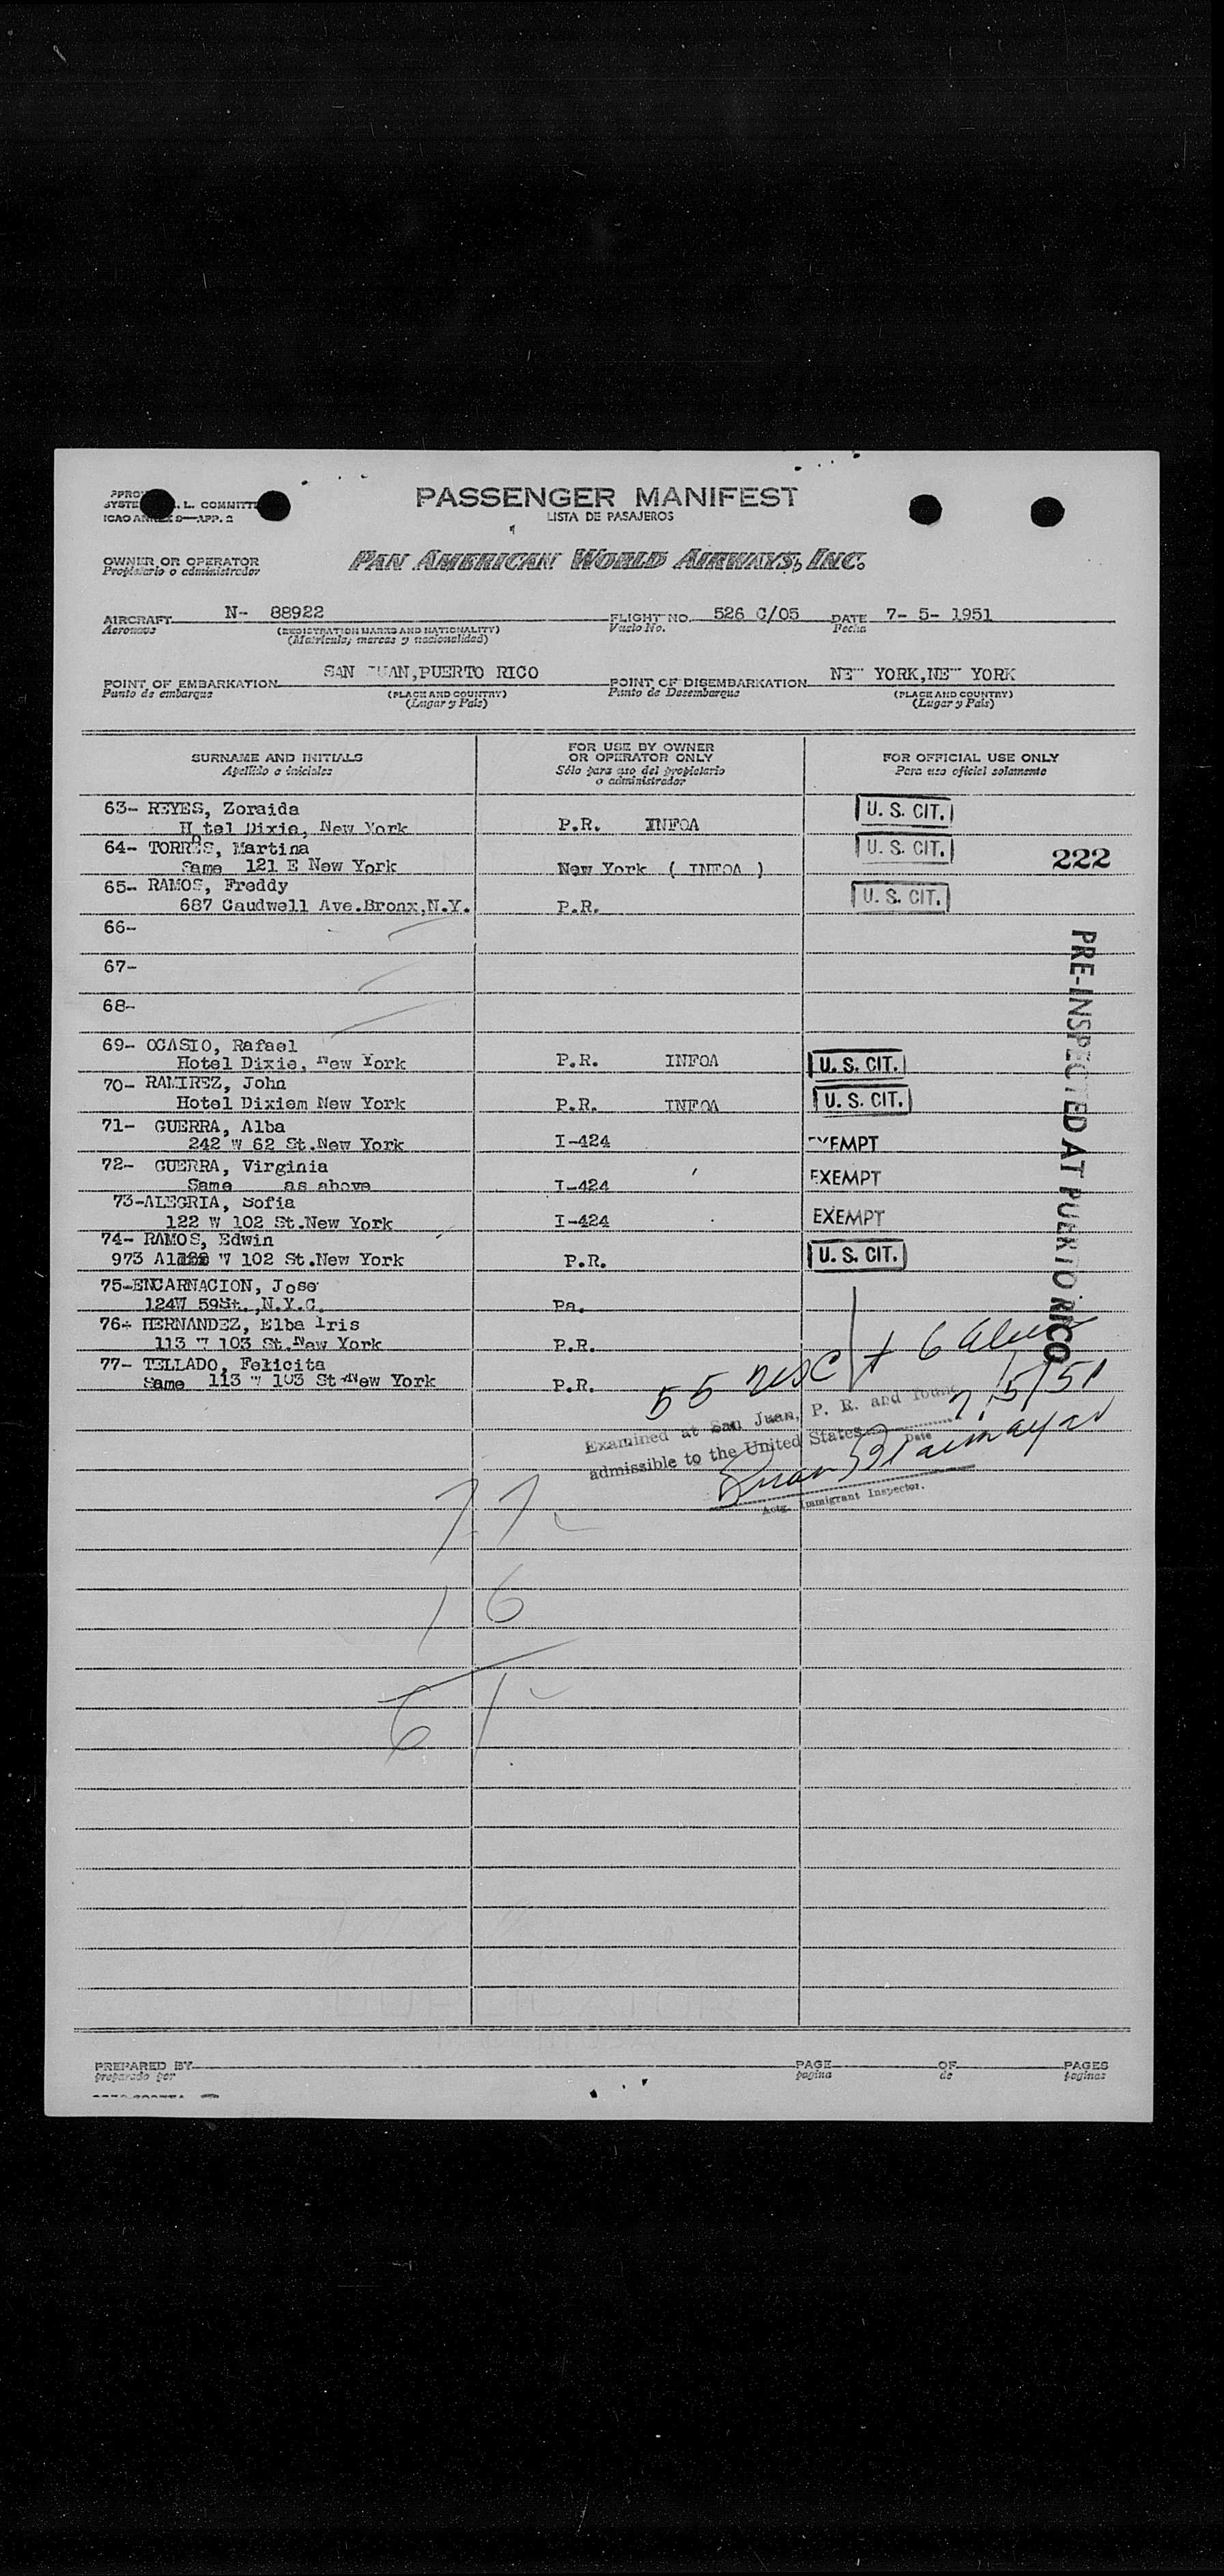 PASSENGER MANIFEST
LISTA DE PASAJEROS
L. COMMITT
OWNER OR OPERATOR
Propietario o administrador
PAN AMERICAN WORLD AIRWAYS, INC.
AIRCRAFT N- 88922 FLIGHT NO. 526 C/05 DATE 7- 5- 1951
Aeronave (REGISTRATION MARKS AND NATIONALITY) Vuelo No. Fecha
(Matrícula; marcas y nacionalidad)
POINT OF EMBARKATION SAN JUAN,PUERTO RICO POINT OF DISEMBARKATION NEW YORK,NEW YORK
Punto de embarque (PLACE AND COUNTRY) Punto de Desembarque (PLACE AND COUNTRY)
(Lugar y País) (Lugar y País)
SURNAME AND INITIALS FOR USE BY OWNER OR OPERATOR ONLY FOR OFFICIAL USE ONLY
Apellido e iniciales Sólo para uso del propietario o administrador Para uso oficial solamente
63- REYES, Zoraida U. S. CIT.
Hotel Dixie, New York P.R. INFOA
64- TORRES, Martina U. S. CIT. 222
Same 121 E New York New York ( INFOA )
65- RAMOS, Freddy U. S. CIT.
687 Caudwell Ave.Bronx,N.Y. P.R.
66-
67-
68-
PRE-INSPECTED AT PUERTO RICO
69- OCASIO, Rafael
Hotel Dixie, New York P.R. INFOA U. S. CIT.
70- RAMIREZ, John
Hotel Dixiem New York P.R. INFOA U. S. CIT.
71- GUERRA, Alba
242 W 62 St.New York I-424 EXEMPT
72- GUERRA, Virginia
Same as above I-424 EXEMPT
73-ALEGRIA, Sofia
122 W 102 St.New York I-424 EXEMPT
74- RAMOS, Edwin
973 W 102 St.New York P.R. U. S. CIT.
75-ENCARNACION, Jose
124W 59St. ,N.Y.C. Pa.
76- HERNANDEZ, Elba Iris
113 W 103 St.New York P.R.
77- TELLADO, Felicita
Same 113 W 103 St New York P.R.
55 USC + 6 aliens
Examined at San Juan, P. R. and found 7/5/51
admissible to the United States Date
Actg. Immigrant Inspector.
77
16
61
PREPARED BY PAGE OF PAGES
preparado por pagina de paginas